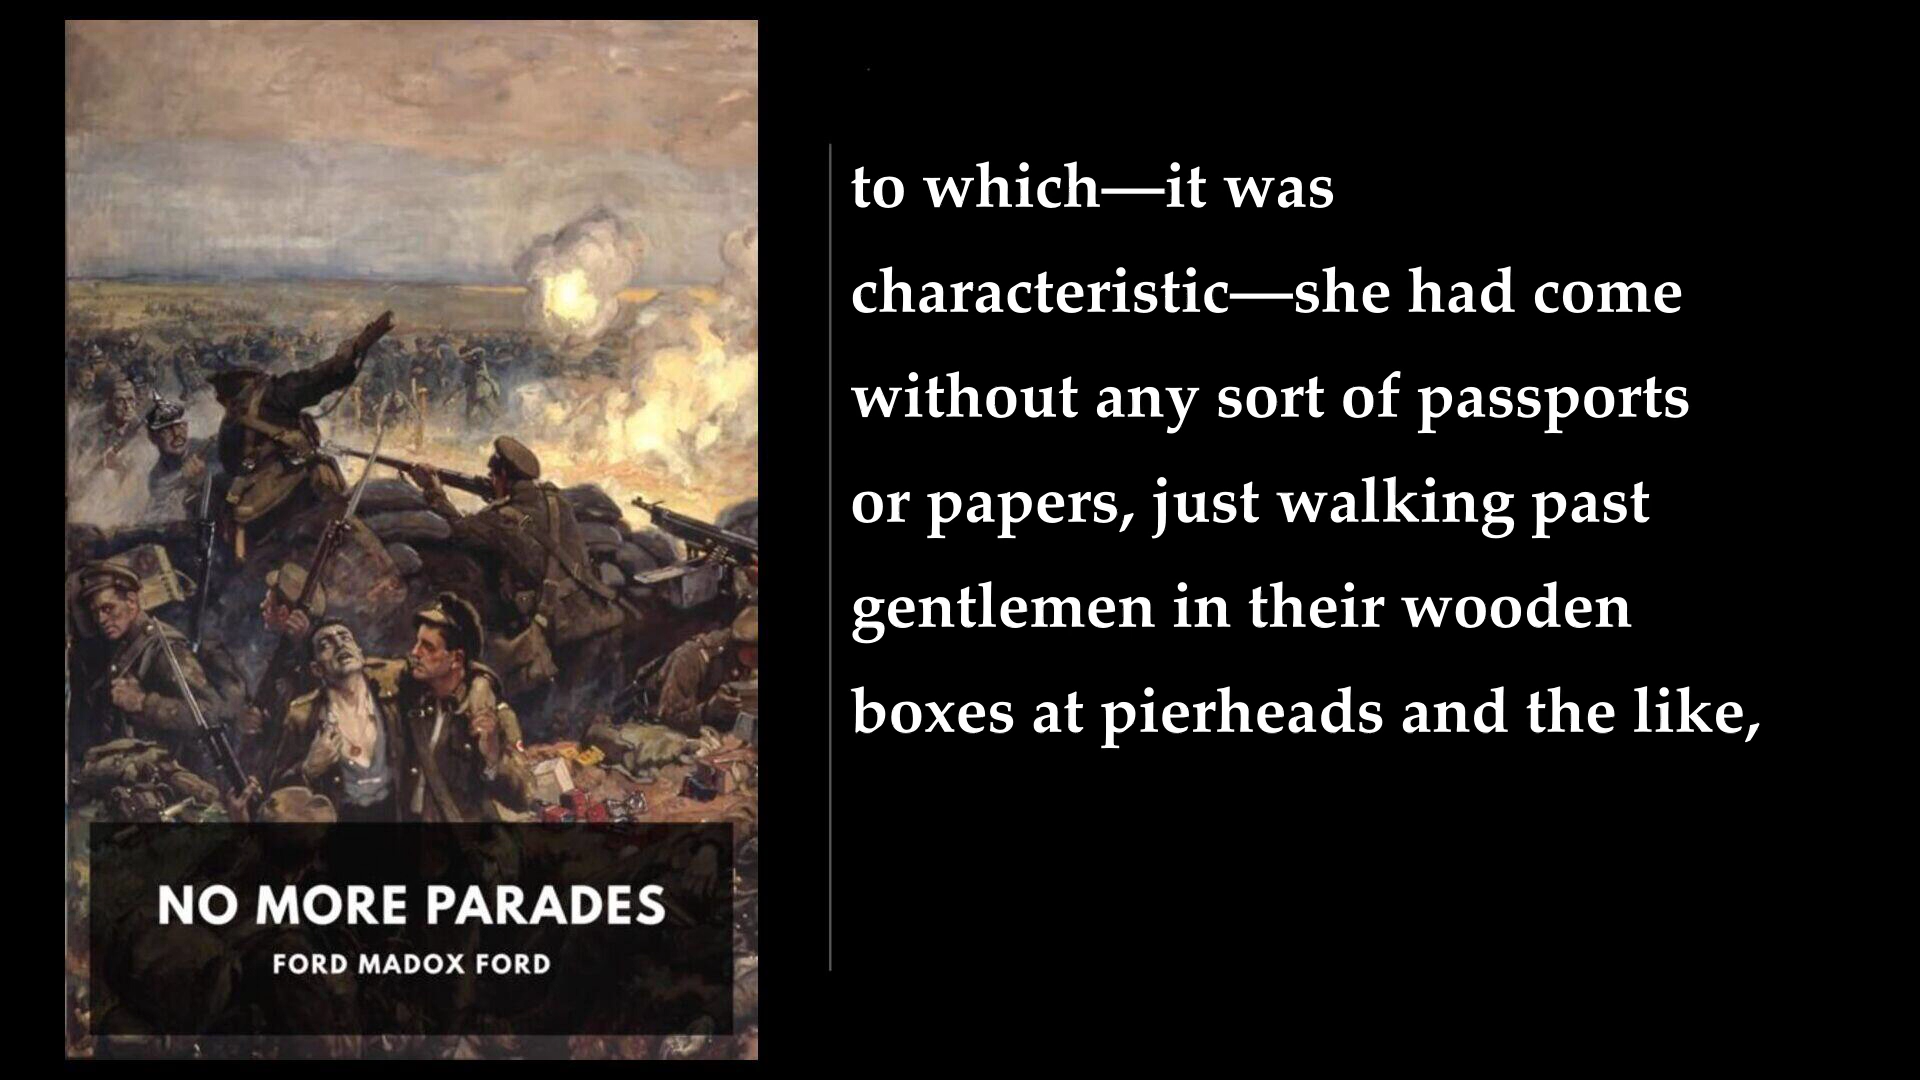 to which—it was
characteristic—she had come
without any sort of passports
or papers, just walking past
gentlemen in their wooden
boxes at pierheads and the like,
NO MORE PARADES
FORD MADOX FORD